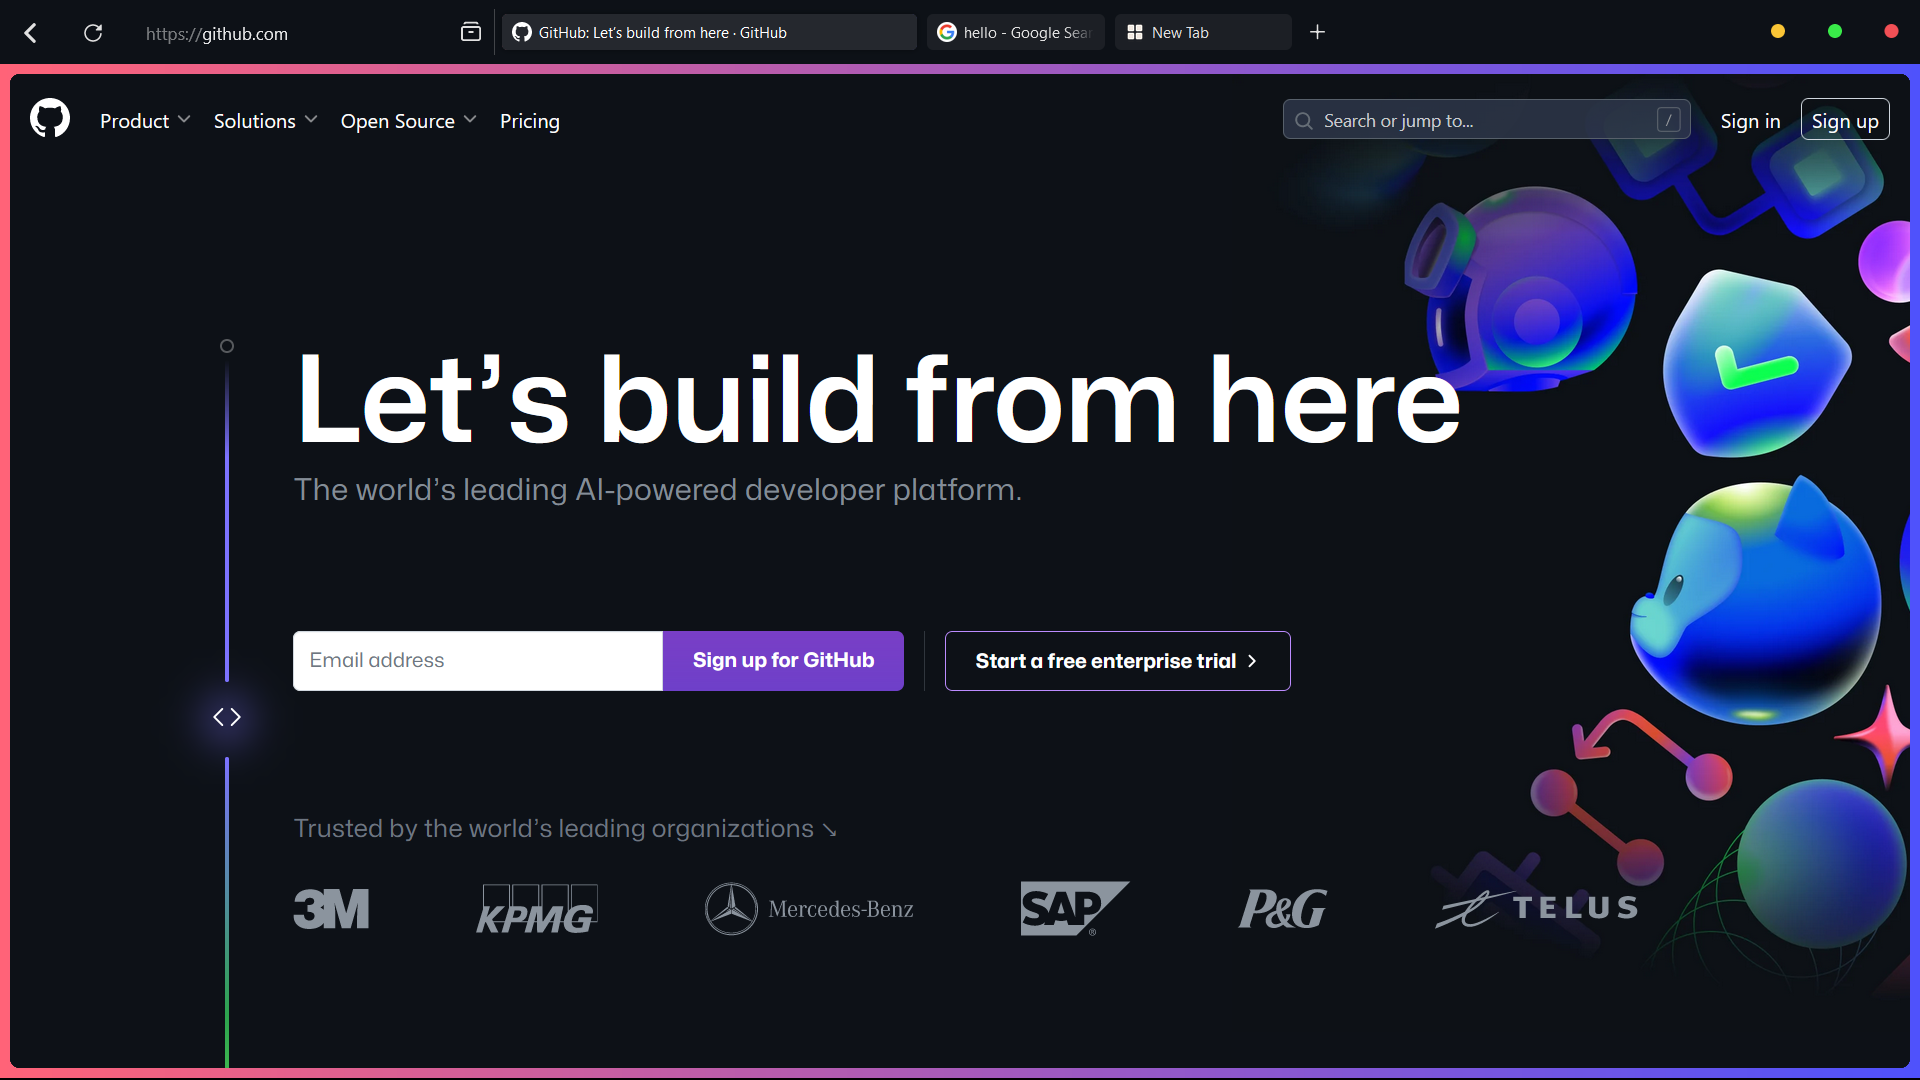 https://github.com
GitHub: Let's build from here · GitHub
hello - Google Sear
New Tab
Product
Solutions
Open Source
Pricing
Search or jump to...
/
Sign in
Sign up
Let’s build from here
The world’s leading AI-powered developer platform.
Email address
Sign up for GitHub
Start a free enterprise trial
Trusted by the world’s leading organizations ↘
3M
KPMG
Mercedes-Benz
SAP®
P&G
TELUS